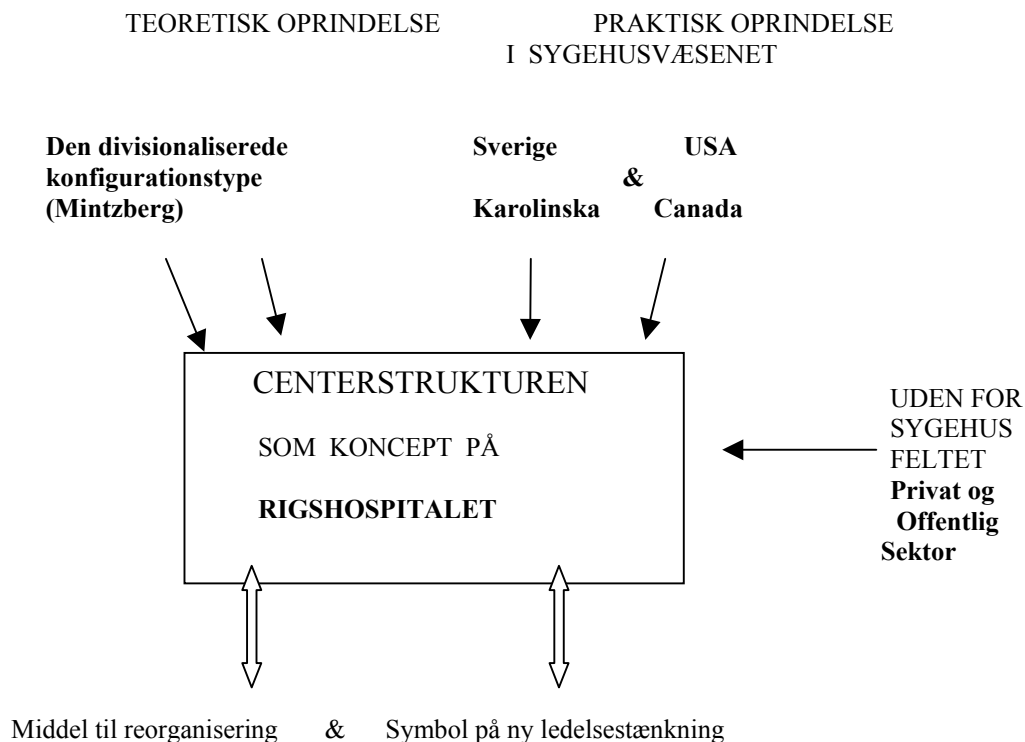 TEORETISK OPRINDELSE PRAKTISK OPRINDELSE
I SYGEHUSVÆSENET
Den divisionaliserede
konfigurationstype
(Mintzberg)
Sverige USA
&
Karolinska Canada
CENTERSTRUKTUREN
SOM KONCEPT PÅ
RIGSHOSPITALET
UDEN FOR
SYGEHUS
FELTET
Privat og
Offentlig
Sektor
Middel til reorganisering & Symbol på ny ledelsestænkning